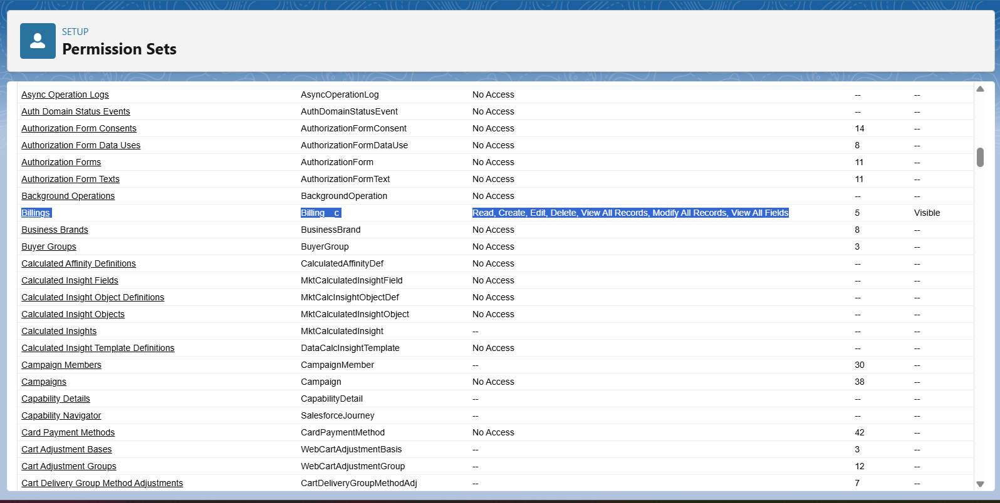 SETUP
Permission Sets
Async Operation Logs AsyncOperationLog No Access -- --
Auth Domain Status Events AuthDomainStatusEvent No Access -- --
Authorization Form Consents AuthorizationFormConsent No Access 14 --
Authorization Form Data Uses AuthorizationFormDataUse No Access 8 --
Authorization Forms AuthorizationForm No Access 11 --
Authorization Form Texts AuthorizationFormText No Access 11 --
Background Operations BackgroundOperation No Access -- --
Billings Billing__c Read, Create, Edit, Delete, View All Records, Modify All Records, View All Fields 5 Visible
Business Brands BusinessBrand No Access 8 --
Buyer Groups BuyerGroup No Access 3 --
Calculated Affinity Definitions CalculatedAffinityDef No Access -- --
Calculated Insight Fields MktCalculatedInsightField No Access -- --
Calculated Insight Object Definitions MktCalcInsightObjectDef No Access -- --
Calculated Insight Objects MktCalculatedInsightObject No Access -- --
Calculated Insights MktCalculatedInsight -- -- --
Calculated Insight Template Definitions DataCalcInsightTemplate No Access -- --
Campaign Members CampaignMember -- 30 --
Campaigns Campaign No Access 38 --
Capability Details CapabilityDetail -- -- --
Capability Navigator SalesforceJourney -- -- --
Card Payment Methods CardPaymentMethod No Access 42 --
Cart Adjustment Bases WebCartAdjustmentBasis -- 3 --
Cart Adjustment Groups WebCartAdjustmentGroup -- 12 --
Cart Delivery Group Method Adjustments CartDeliveryGroupMethodAdj -- 7 --